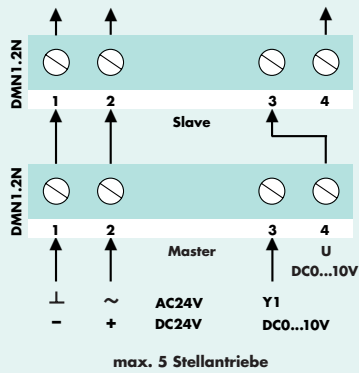 DMN1.2N
1 2 3 4
Slave
DMN1.2N
1 2 3 4
Master U
DC0...10V
⊥ ~ AC24V Y1
- + DC24V DC0...10V
max. 5 Stellantriebe